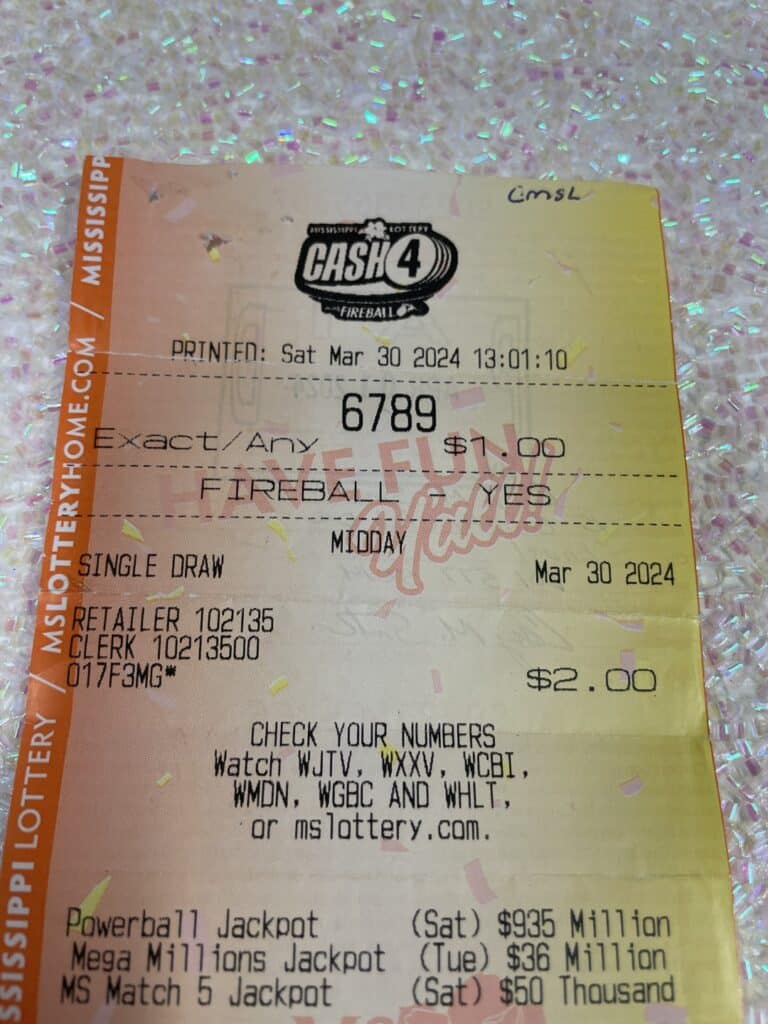 CMSL
MISSISSIPPI LOTTERY
CASH 4
FIREBALL
PRINTED: Sat Mar 30 2024 13:01:10
6789
Exact/Any $1.00
FIREBALL - YES
HAVE FUN
Y'all!
MIDDAY
SINGLE DRAW Mar 30 2024
RETAILER 102135
CLERK 10213500
017F3MG* $2.00
CHECK YOUR NUMBERS
Watch WJTV, WXXV, WCBI,
WMDN, WGBC AND WHLT,
or mslottery.com.
Powerball Jackpot (Sat) $935 Million
Mega Millions Jackpot (Tue) $36 Million
MS Match 5 Jackpot (Sat) $50 Thousand
SSISSIPPI LOTTERY / MSLOTTERYHOME.COM / MISSISSIPP